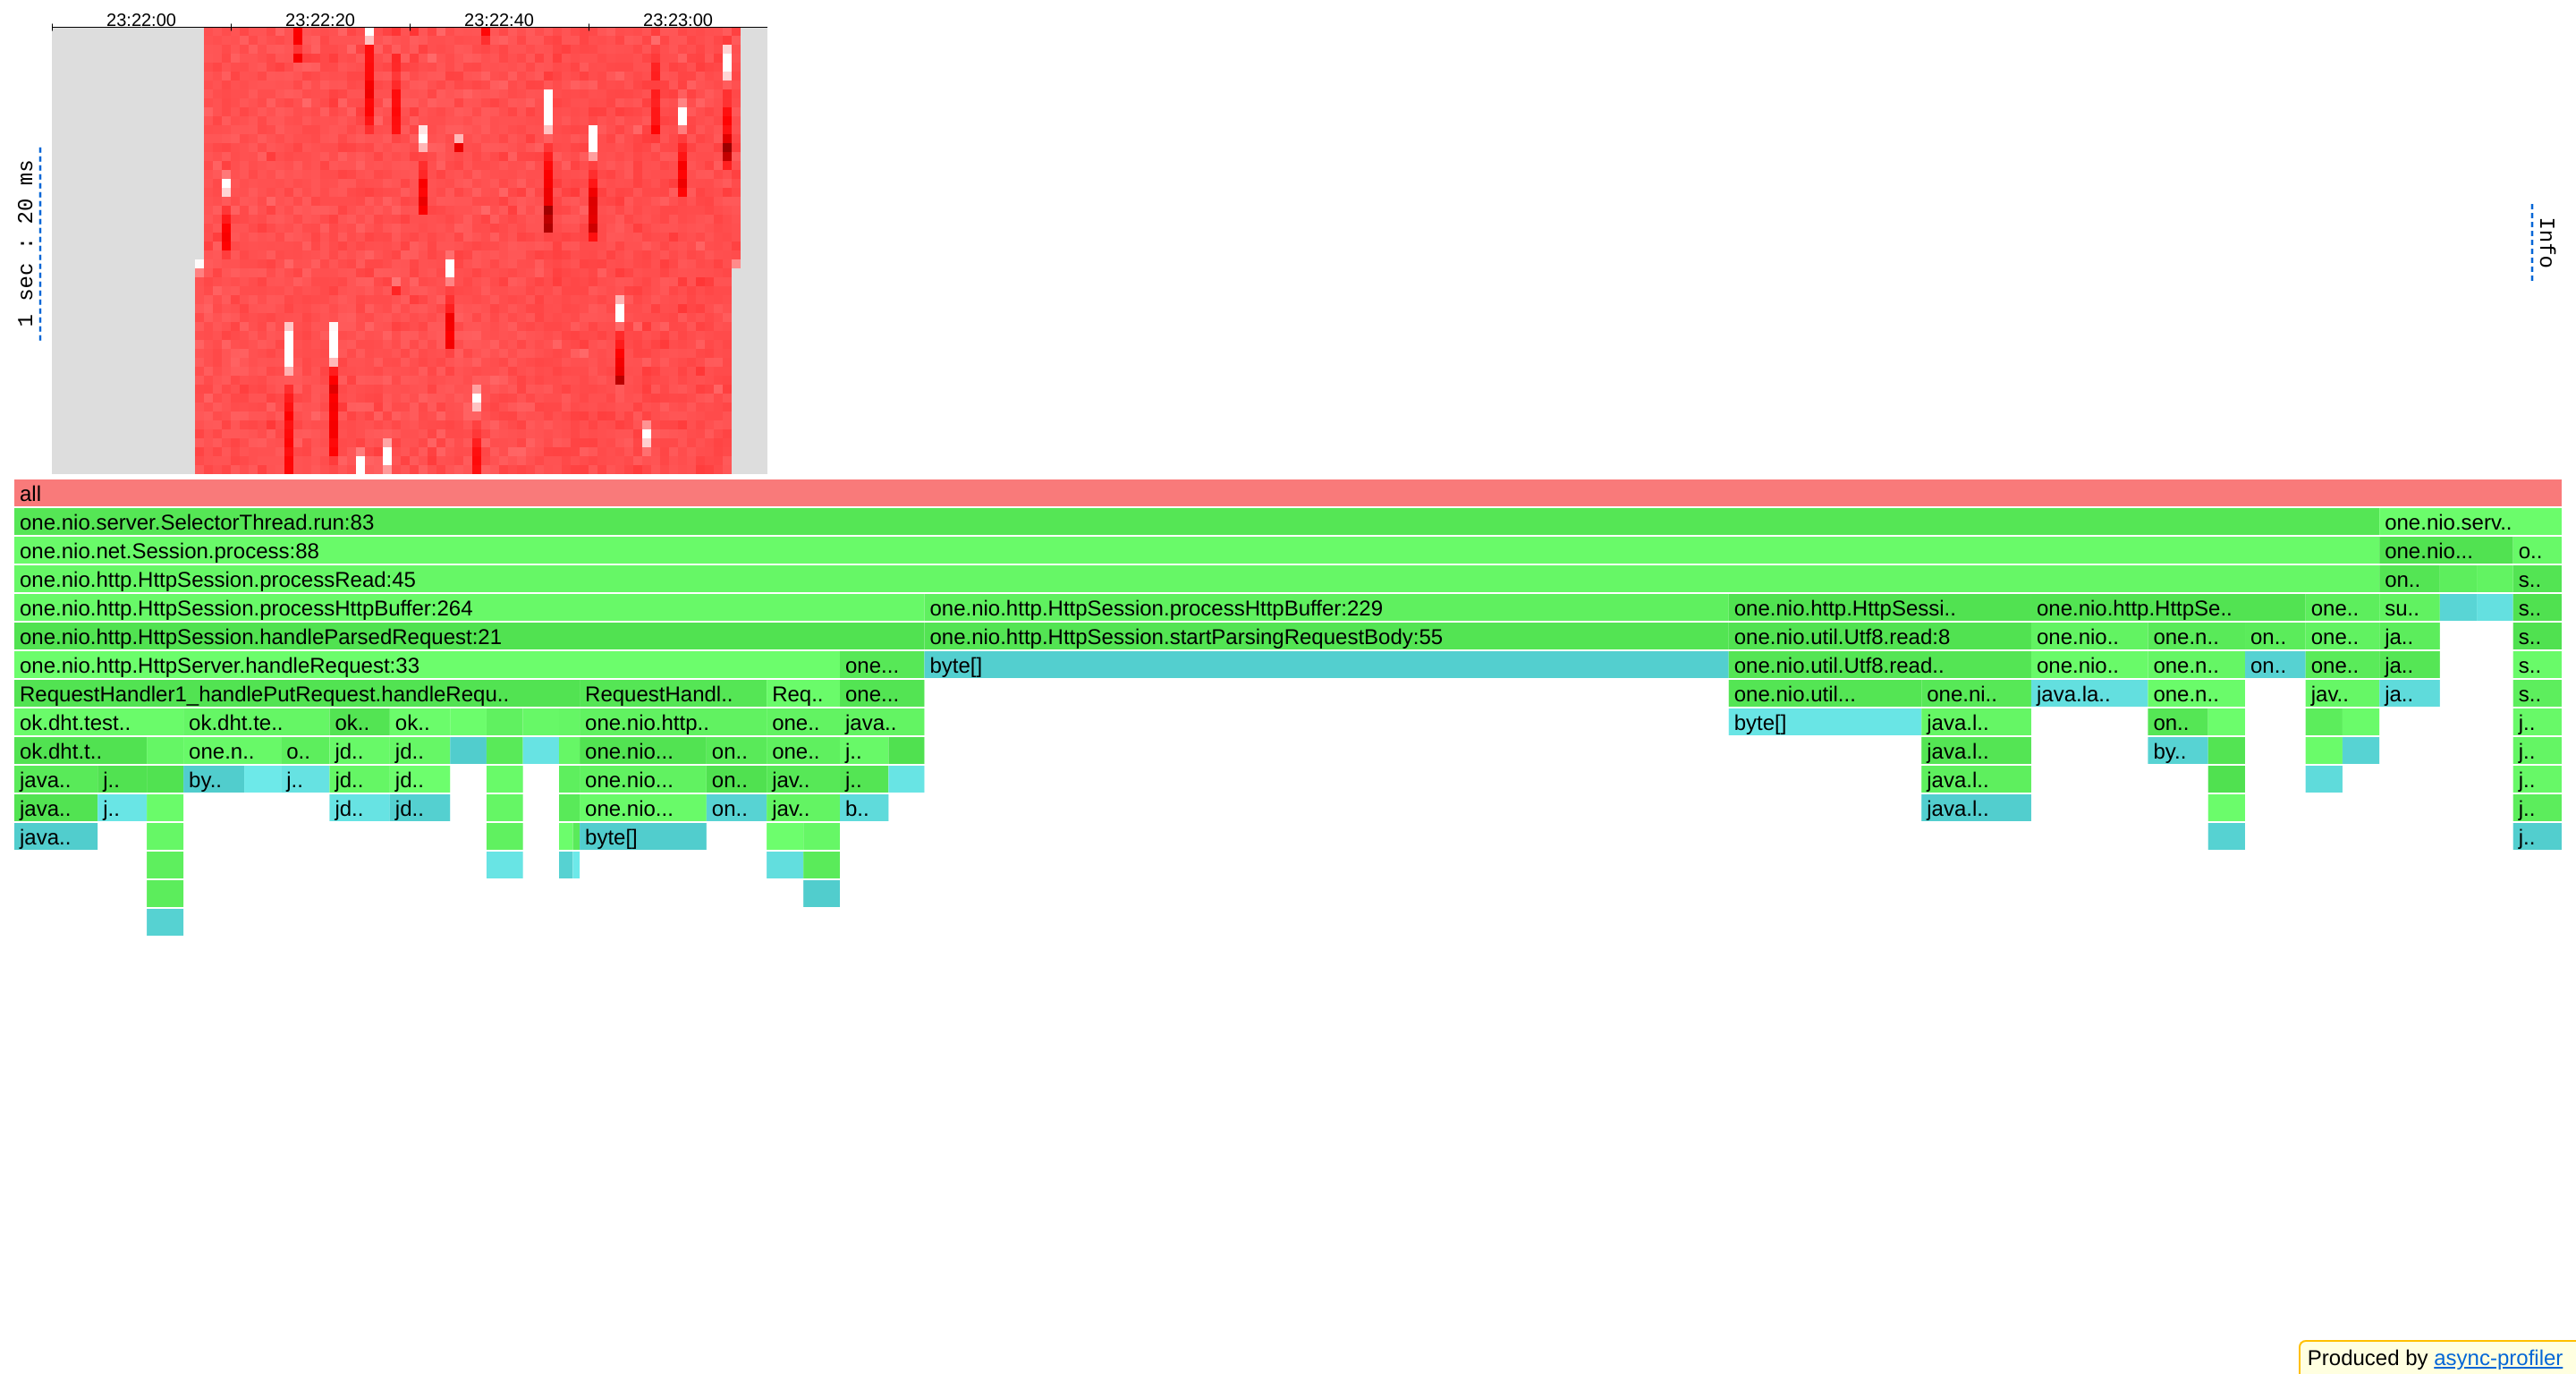 23:22:00 23:22:20 23:22:40 23:23:00
1 sec : 20 ms
Info
all
one.nio.server.SelectorThread.run:83 one.nio.serv..
one.nio.net.Session.process:88 one.nio... o..
one.nio.http.HttpSession.processRead:45 on.. s..
one.nio.http.HttpSession.processHttpBuffer:264 one.nio.http.HttpSession.processHttpBuffer:229 one.nio.http.HttpSessi.. one.nio.http.HttpSe.. one.. su.. s..
one.nio.http.HttpSession.handleParsedRequest:21 one.nio.http.HttpSession.startParsingRequestBody:55 one.nio.util.Utf8.read:8 one.nio.. one.n.. on.. one.. ja.. s..
one.nio.http.HttpServer.handleRequest:33 one... byte[] one.nio.util.Utf8.read.. one.nio.. one.n.. on.. one.. ja.. s..
RequestHandler1_handlePutRequest.handleRequ.. RequestHandl.. Req.. one... one.nio.util... one.ni.. java.la.. one.n.. jav.. ja.. s..
ok.dht.test.. ok.dht.te.. ok.. ok.. one.nio.http.. one.. java.. byte[] java.l.. on.. j..
ok.dht.t.. one.n.. o.. jd.. jd.. one.nio... on.. one.. j.. java.l.. by.. j..
java.. j.. by.. j.. jd.. jd.. one.nio... on.. jav.. j.. java.l.. j..
java.. j.. jd.. jd.. one.nio... on.. jav.. b.. java.l.. j..
java.. byte[] j..
Produced by async-profiler